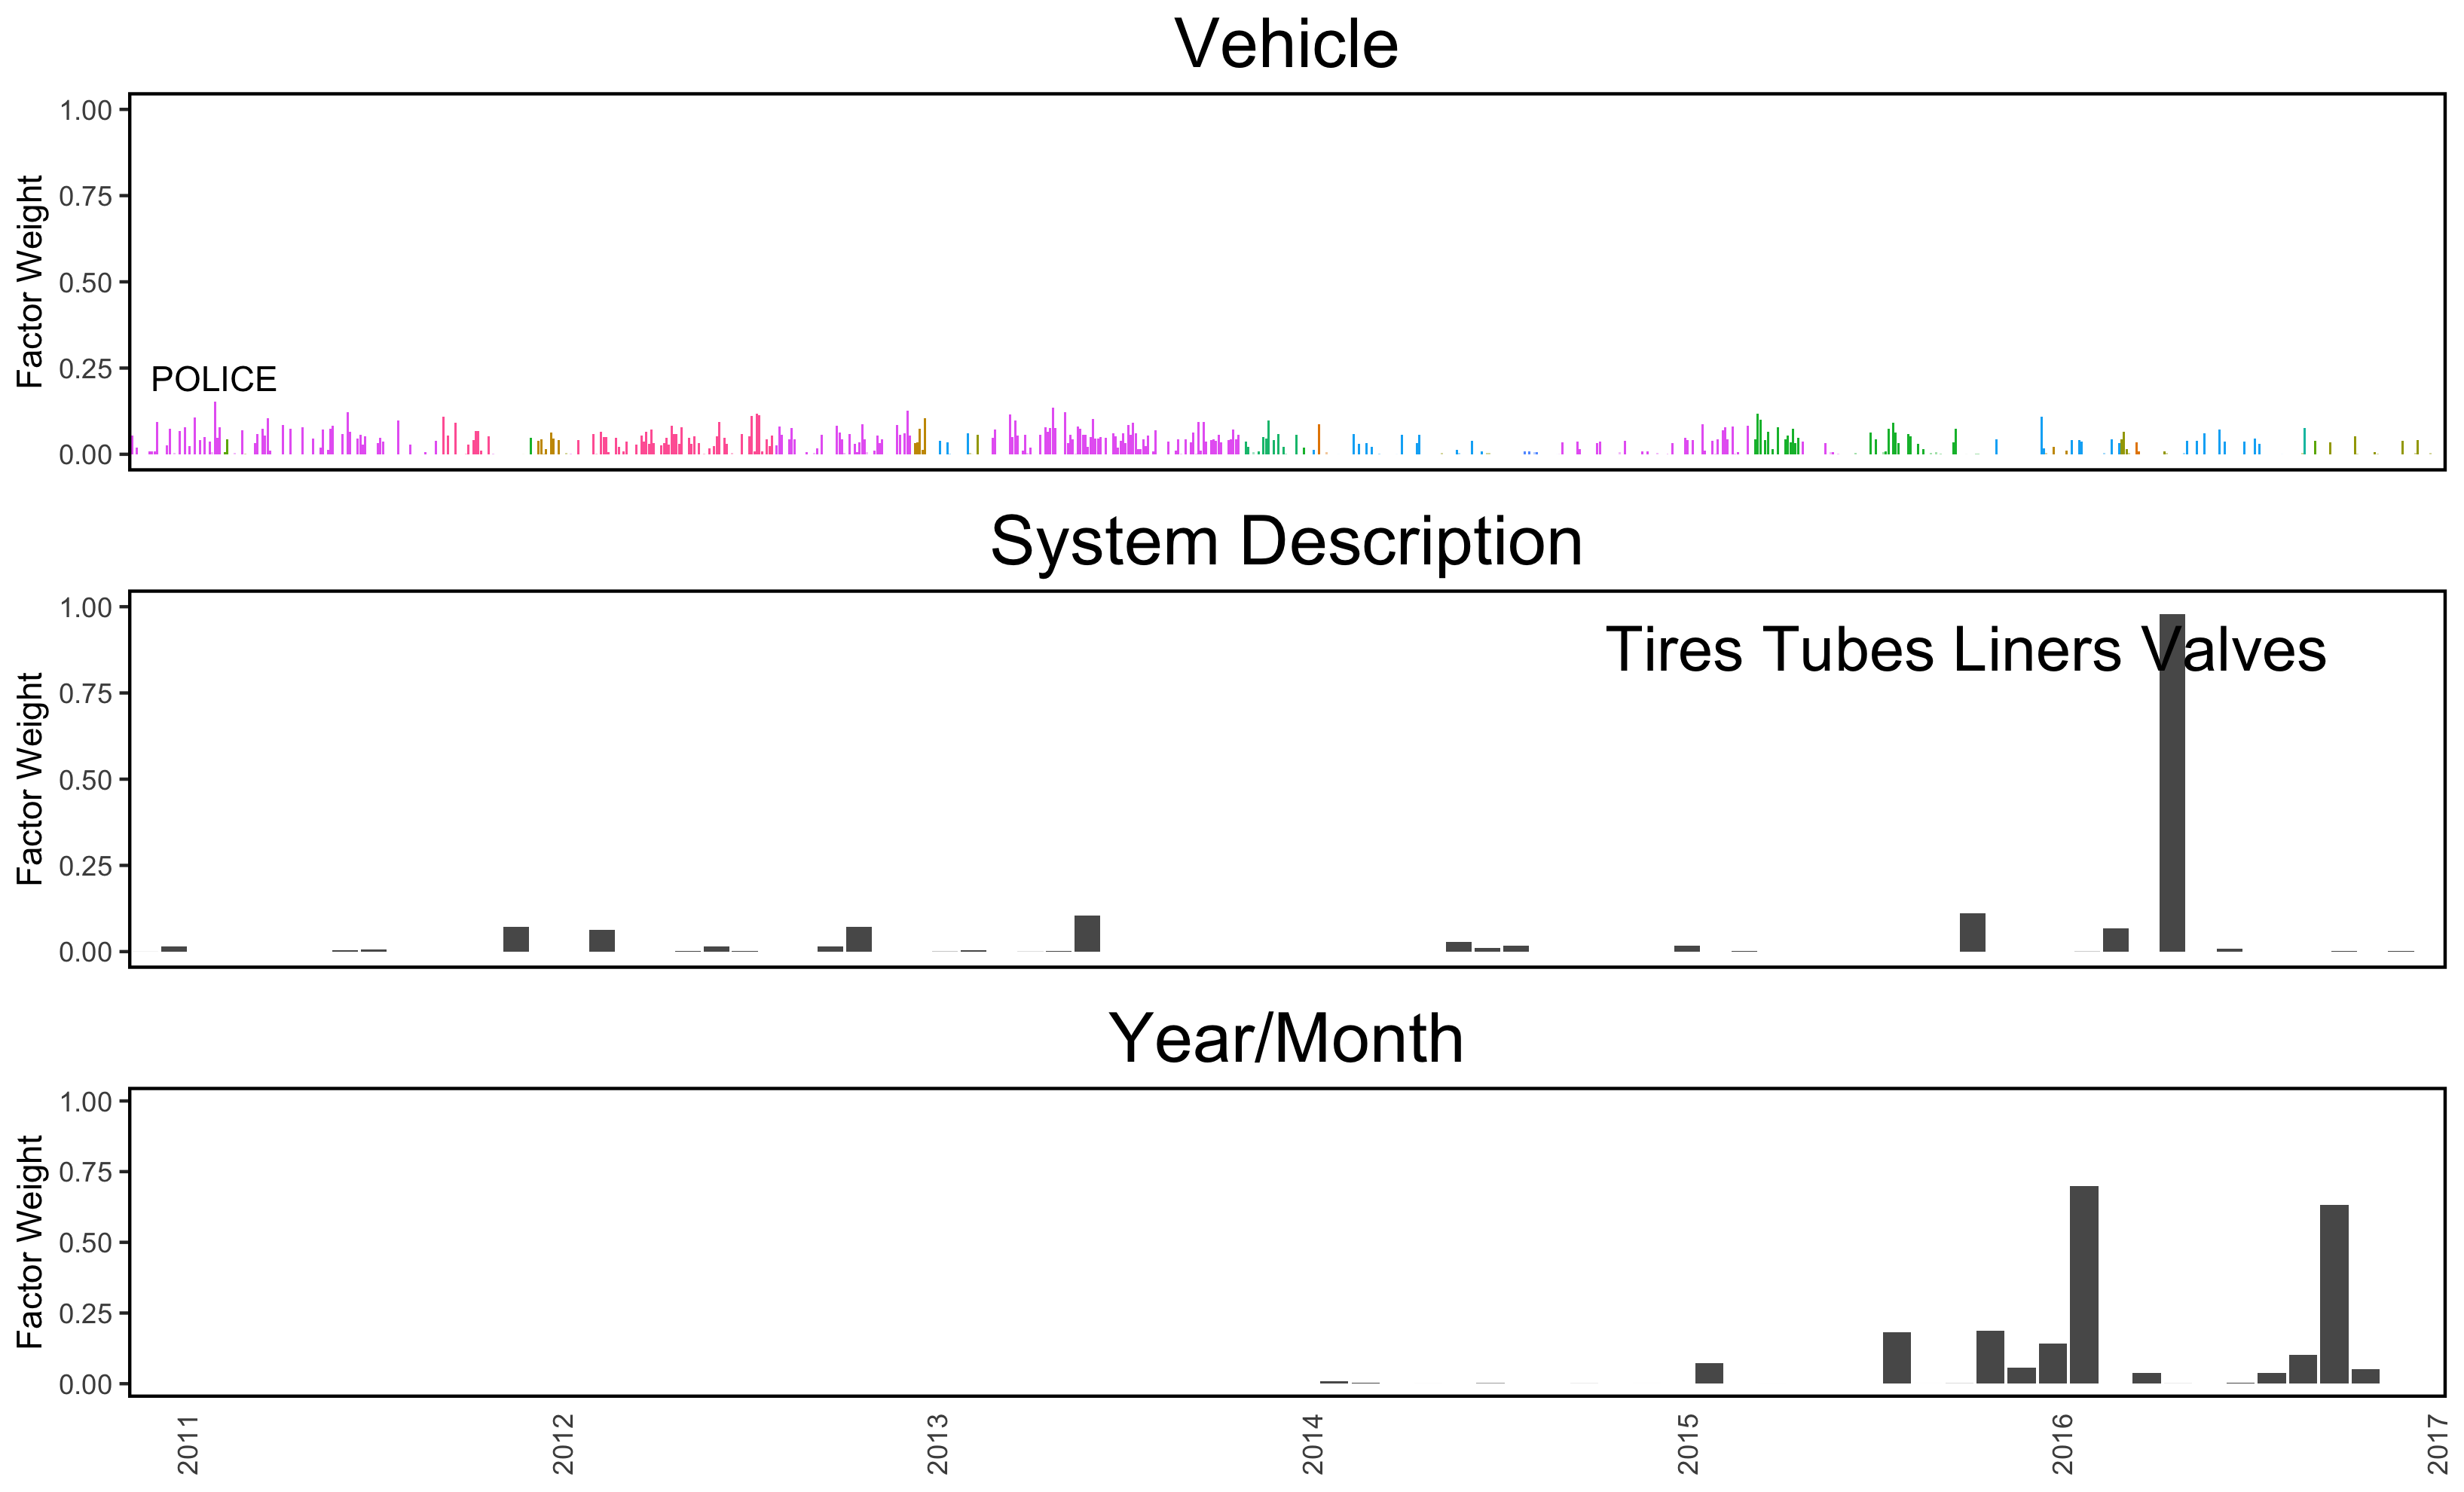 Vehicle
Factor Weight
1.00
0.75
0.50
0.25
0.00
POLICE
System Description
Factor Weight
1.00
0.75
0.50
0.25
0.00
Tires Tubes Liners Valves
Year/Month
Factor Weight
1.00
0.75
0.50
0.25
0.00
2011 2012 2013 2014 2015 2016 2017